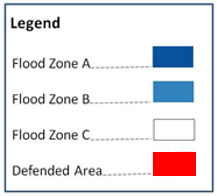 Legend
Flood Zone A
Flood Zone B
Flood Zone C
Defended Area